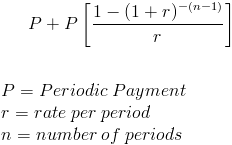 P + P [ (1 − (1 + r)^{−(n−1)}) / r ]
P = Periodic Payment
r = rate per period
n = number of periods